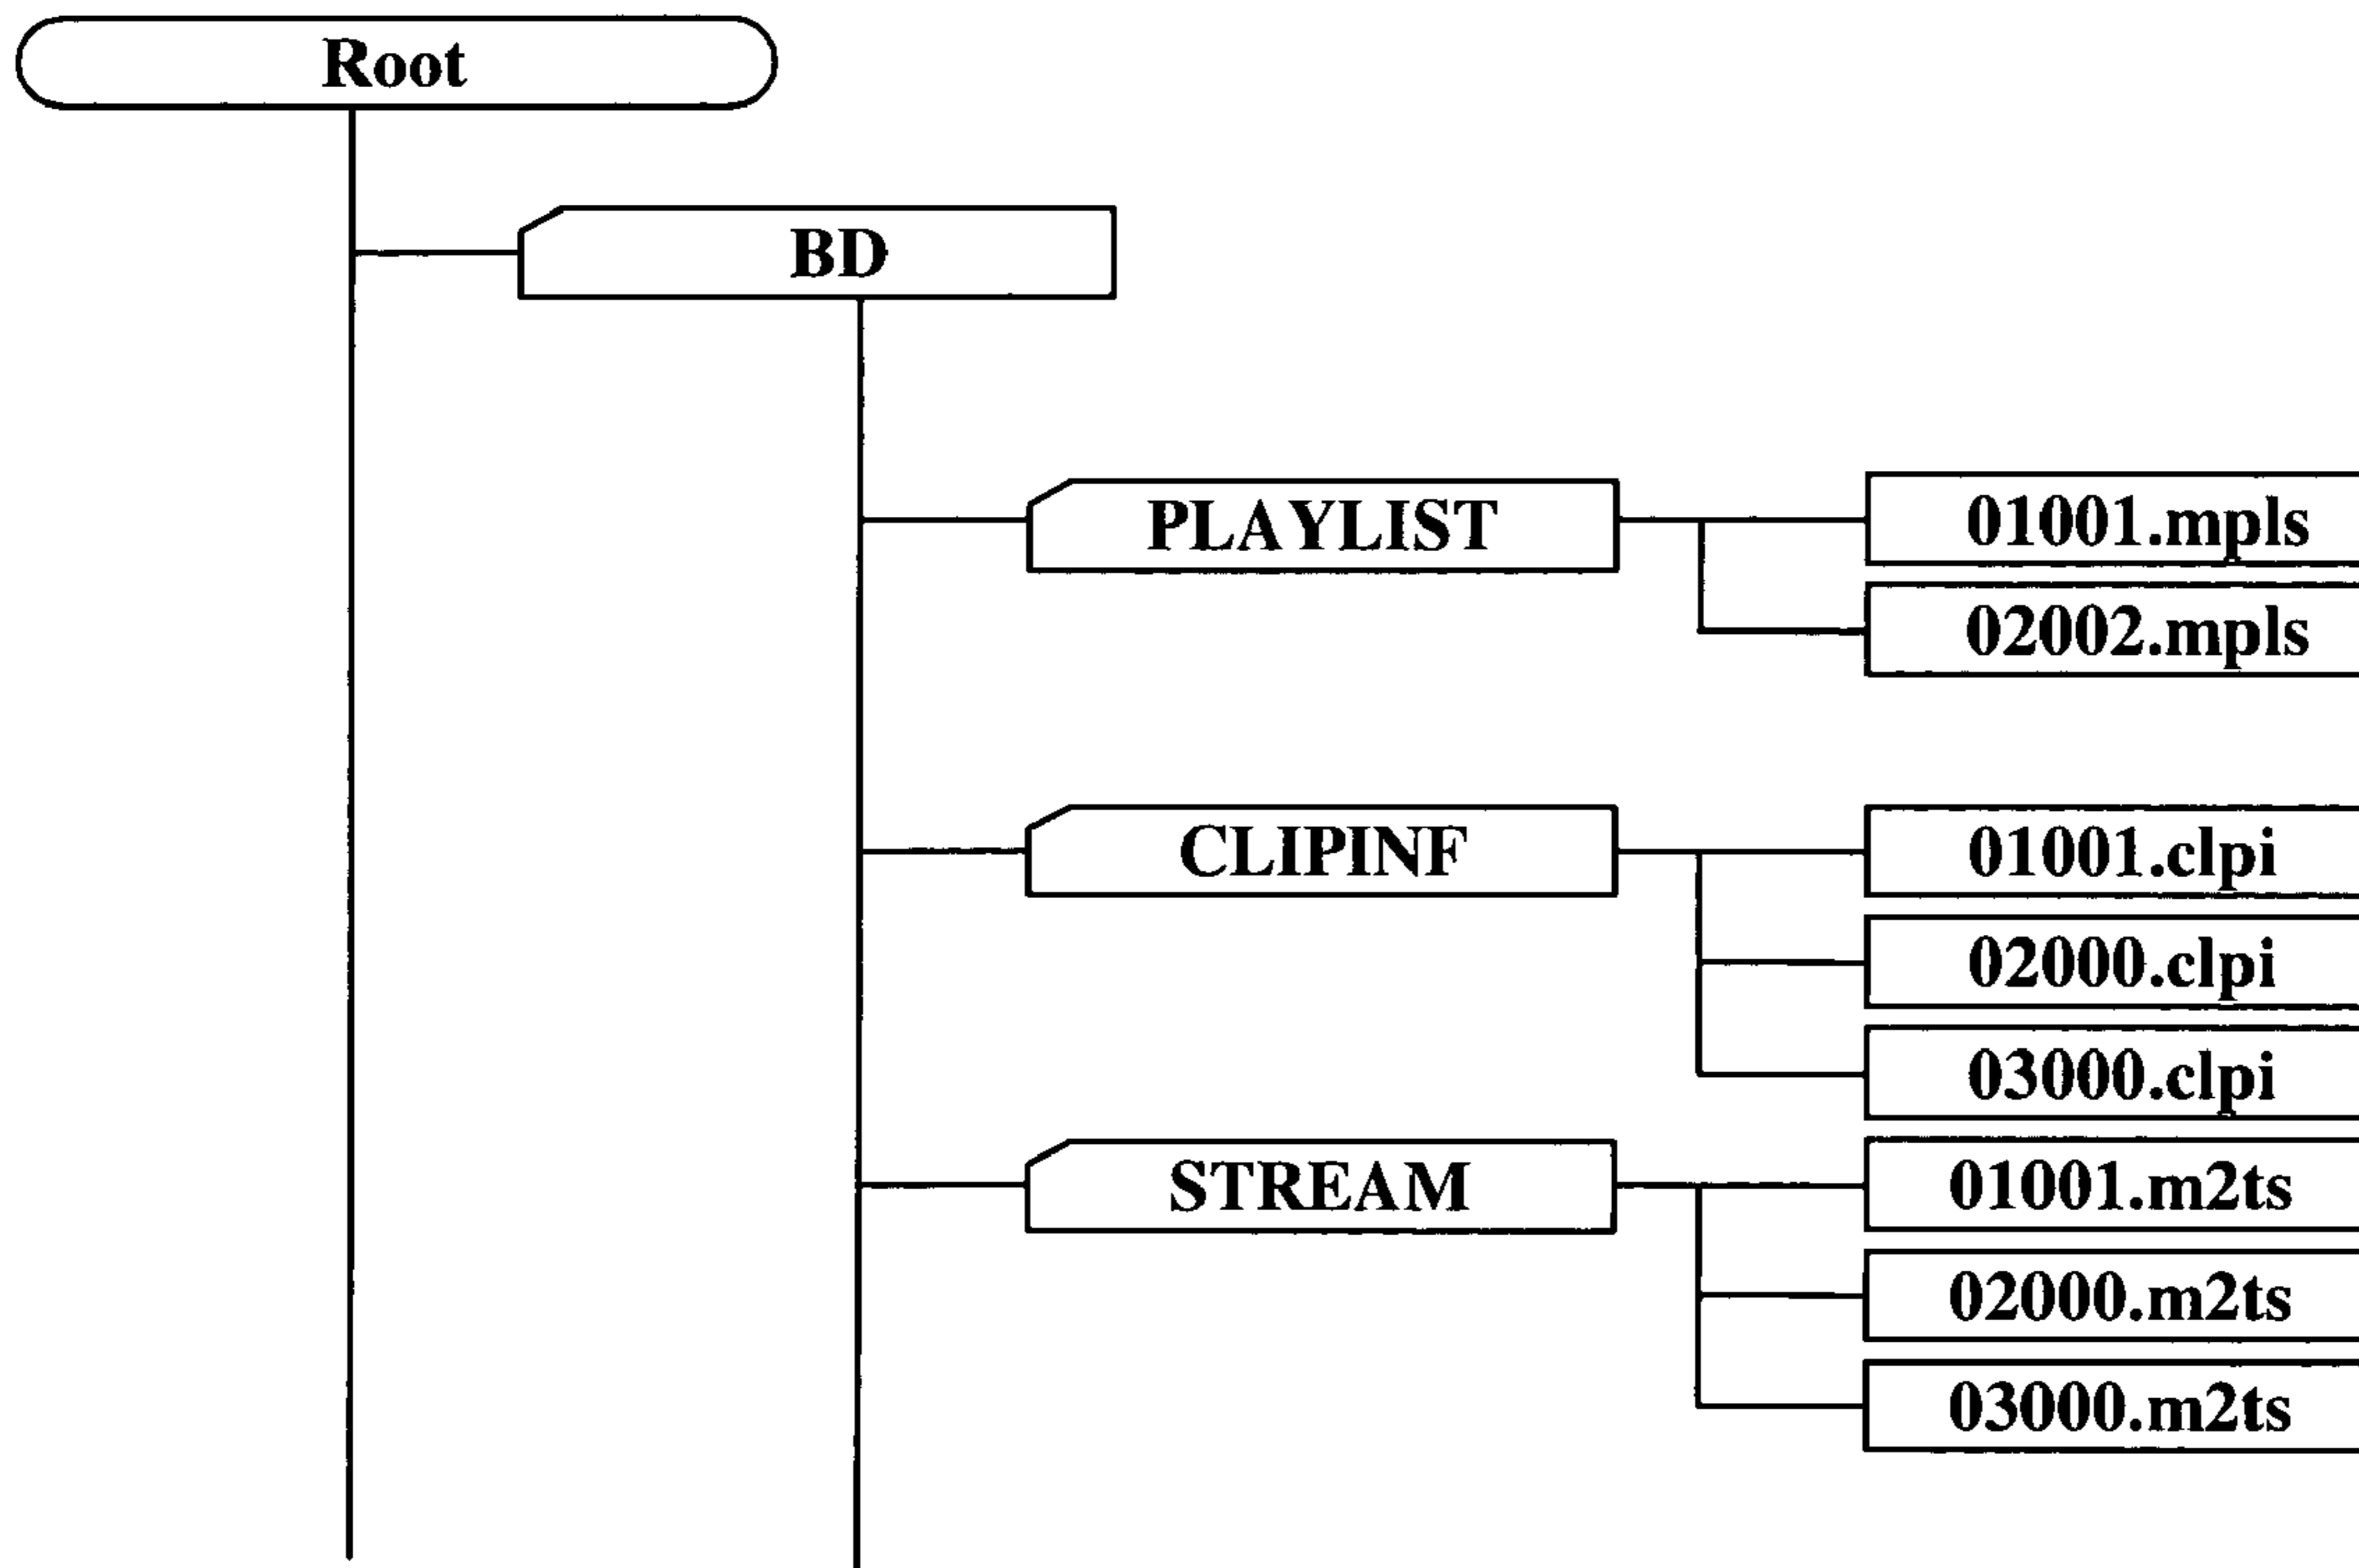 Root
BD
PLAYLIST
01001.mpls
02002.mpls
CLIPINF
01001.clpi
02000.clpi
03000.clpi
STREAM
01001.m2ts
02000.m2ts
03000.m2ts